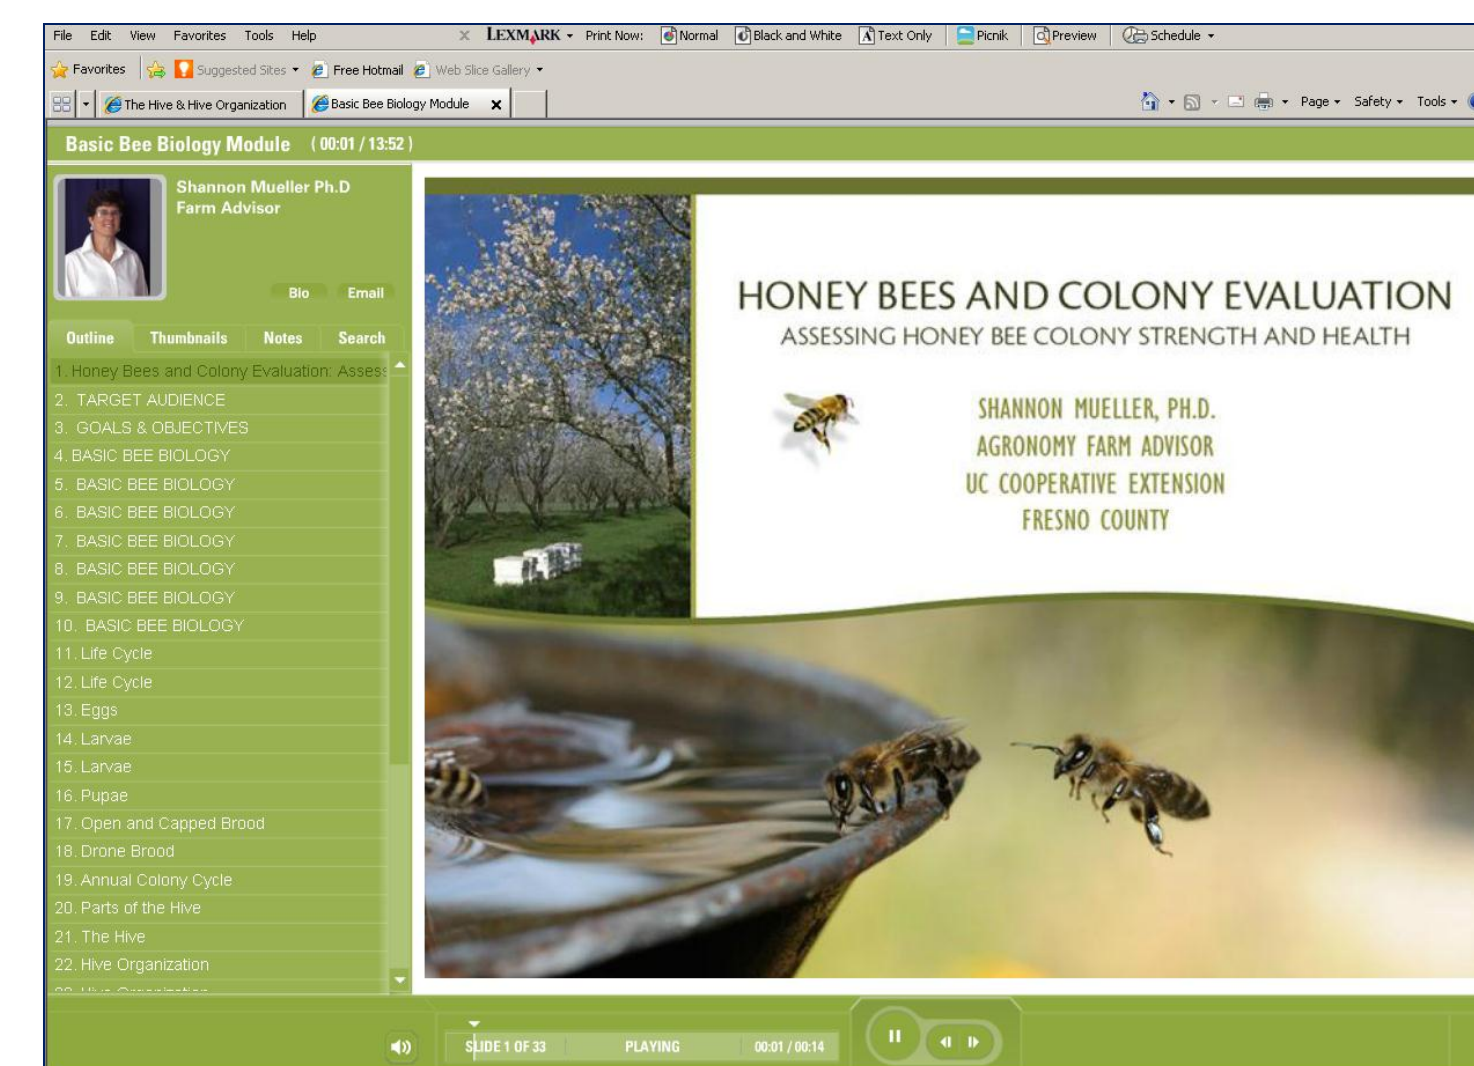 File Edit View Favorites Tools Help x LEXMARK Print Now: Normal Black and White Text Only Picnik Preview Schedule
Favorites Suggested Sites Free Hotmail Web Slice Gallery
The Hive & Hive Organization Basic Bee Biology Module X Page Safety Tools
Basic Bee Biology Module ( 00:01 / 13:52 )
Shannon Mueller Ph.D
Farm Advisor
Bio Email
Outline Thumbnails Notes Search
1. Honey Bees and Colony Evaluation: Assess
2. TARGET AUDIENCE
3. GOALS & OBJECTIVES
4. BASIC BEE BIOLOGY
5. BASIC BEE BIOLOGY
6. BASIC BEE BIOLOGY
7. BASIC BEE BIOLOGY
8. BASIC BEE BIOLOGY
9. BASIC BEE BIOLOGY
10. BASIC BEE BIOLOGY
11. Life Cycle
12. Life Cycle
13. Eggs
14. Larvae
15. Larvae
16. Pupae
17. Open and Capped Brood
18. Drone Brood
19. Annual Colony Cycle
20. Parts of the Hive
21. The Hive
22. Hive Organization
HONEY BEES AND COLONY EVALUATION
ASSESSING HONEY BEE COLONY STRENGTH AND HEALTH
SHANNON MUELLER, PH.D.
AGRONOMY FARM ADVISOR
UC COOPERATIVE EXTENSION
FRESNO COUNTY
SLIDE 1 OF 33 PLAYING 00:01 / 00:14